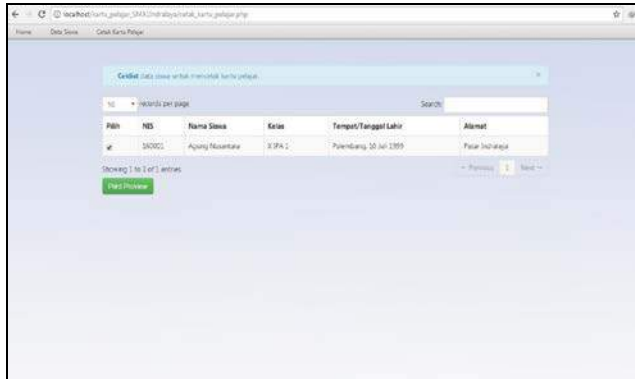 localhost/kartu_pelajar_SMA1Indralaya/cetak_kartu_pelajar.php
Home Data Siswa Cetak Kartu Pelajar
Ceklist data siswa untuk mencetak kartu pelajar. ×
10 records per page Search:
Pilih NIS Nama Siswa Kelas Tempat/Tanggal Lahir Alamat
Agung Nusantara X IPA 1 Palembang, 10 Juli 1999 Pasar Indralaya
Showing 1 to 1 of 1 entries
← Previous 1 Next →
Print Preview